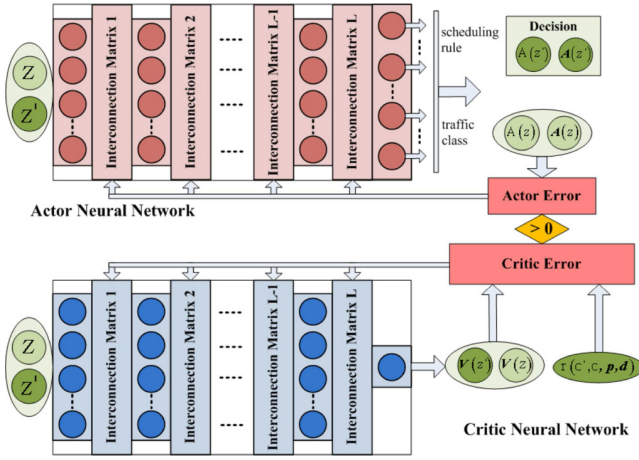 Z
Z'
Interconnection Matrix 1
Interconnection Matrix 2
Interconnection Matrix L-1
Interconnection Matrix L
scheduling
rule
traffic
class
Decision
A(z') A(z')
A(z) A(z)
Actor Neural Network
Actor Error
> 0
Critic Error
Z
Z'
Interconnection Matrix 1
Interconnection Matrix 2
Interconnection Matrix L-1
Interconnection Matrix L
V(z') V(z)
r(c',c, p,d)
Critic Neural Network